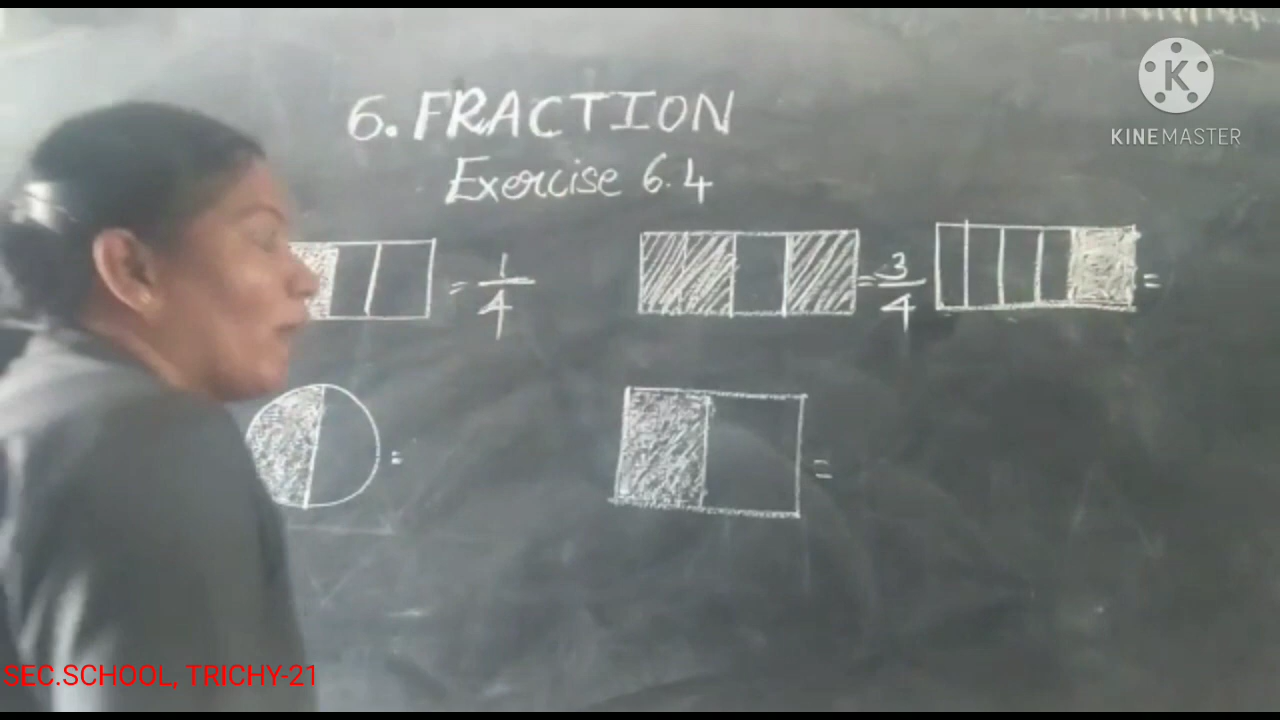 KINEMASTER
6. FRACTION
Exercise 6.4
= 1/4
= 3/4
=
=
=
SEC.SCHOOL, TRICHY-21